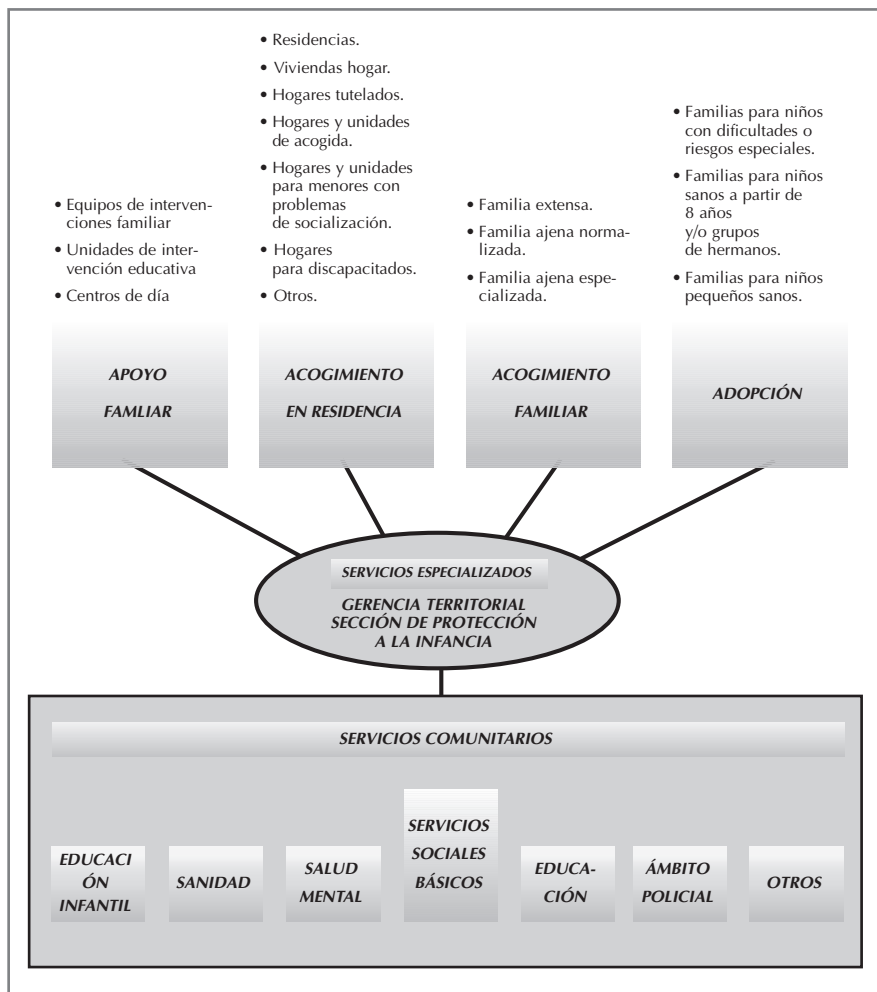 • Equipos de interven-
ciones familiar
• Unidades de inter-
vención educativa
• Centros de día
APOYO
FAMLIAR
• Residencias.
• Viviendas hogar.
• Hogares tutelados.
• Hogares y unidades
de acogida.
• Hogares y unidades
para menores con
problemas
de socialización.
• Hogares
para discapacitados.
• Otros.
ACOGIMIENTO
EN RESIDENCIA
• Familia extensa.
• Familia ajena norma-
lizada.
• Familia ajena espe-
cializada.
ACOGIMIENTO
FAMILIAR
• Familias para niños
con dificultades o
riesgos especiales.
• Familias para niños
sanos a partir de
8 años
y/o grupos
de hermanos.
• Familias para niños
pequeños sanos.
ADOPCIÓN
SERVICIOS ESPECIALIZADOS
GERENCIA TERRITORIAL
SECCIÓN DE PROTECCIÓN
A LA INFANCIA
SERVICIOS COMUNITARIOS
EDUCACI
ÓN
INFANTIL
SANIDAD
SALUD
MENTAL
SERVICIOS
SOCIALES
BÁSICOS
EDUCA-
CIÓN
ÁMBITO
POLICIAL
OTROS